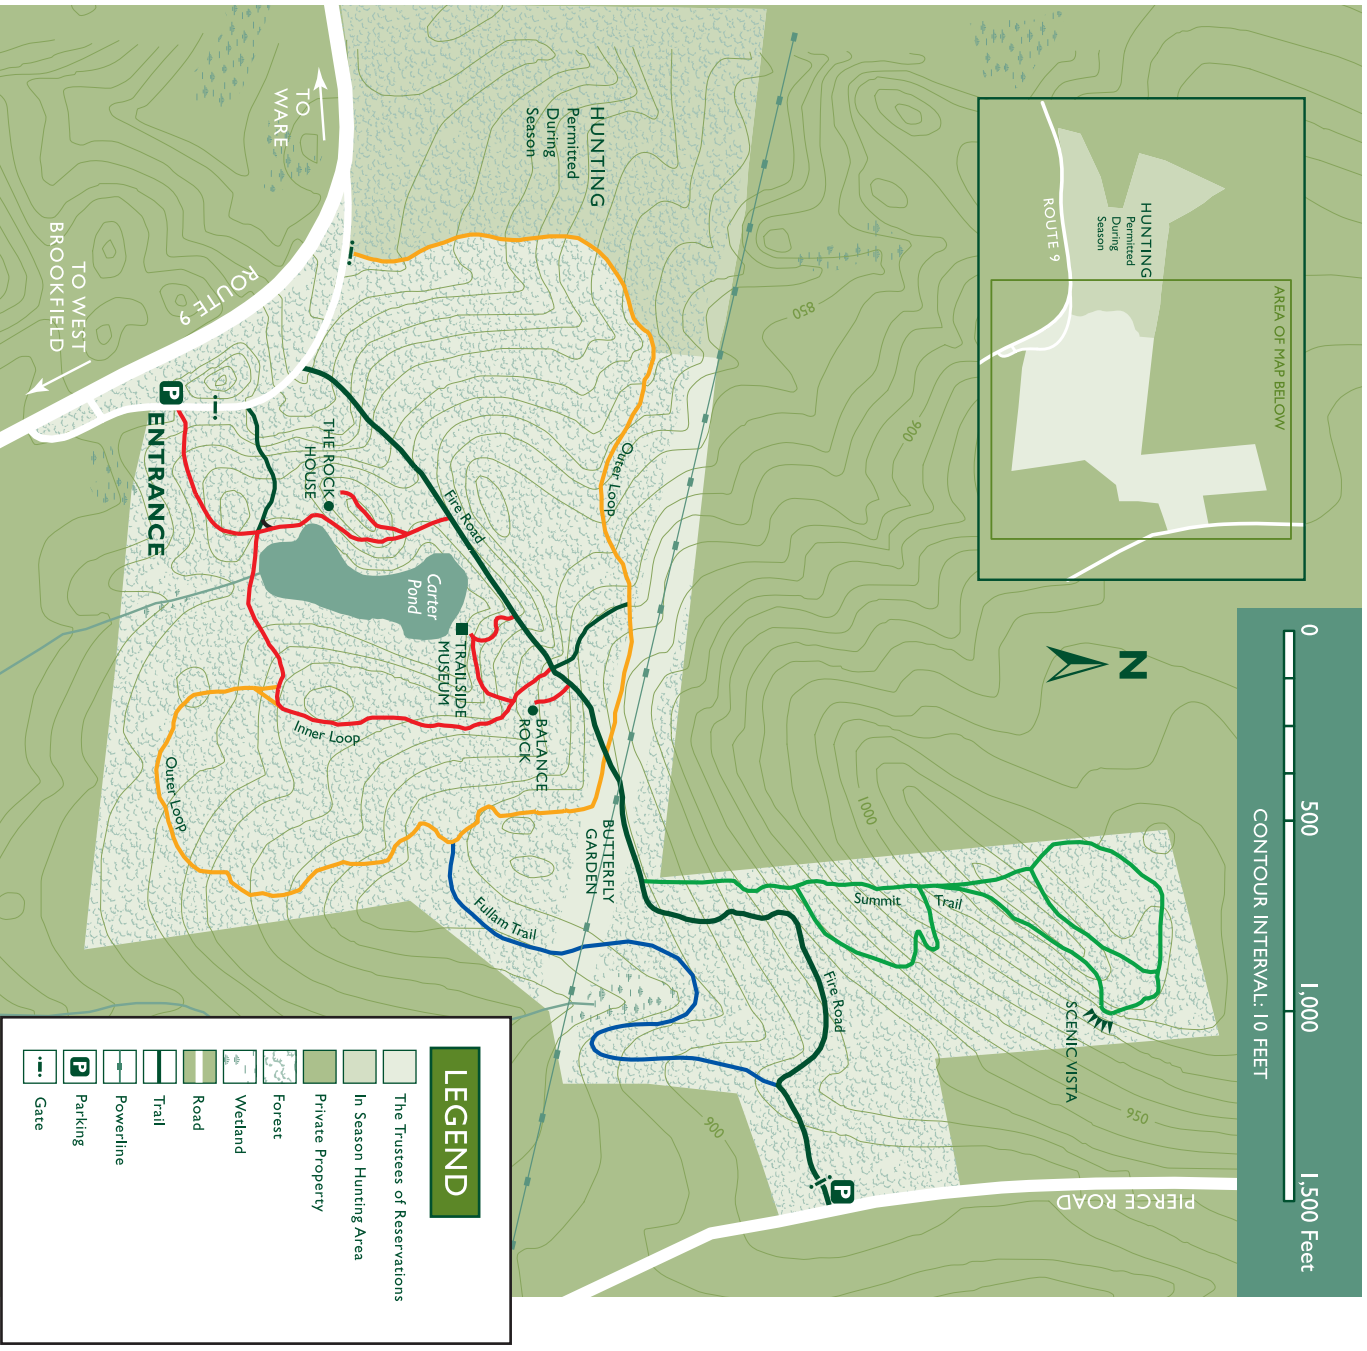 0
500
1,000
1,500 Feet
CONTOUR INTERVAL: 10 FEET
N
AREA OF MAP BELOW
HUNTING
Permitted
During
Season
ROUTE 9
HUNTING
Permitted
During
Season
850
900
1000
950
900
SCENIC VISTA
Summit Trail
Fire Road
PIERCE ROAD
P
Outer Loop
Fire Road
BUTTERFLY
GARDEN
BALANCE
ROCK
Fullam Trail
TRAILSIDE
MUSEUM
Carter
Pond
THE ROCK
HOUSE
Inner Loop
Outer Loop
TO
WARE
ROUTE 9
TO WEST
BROOKFIELD
P
ENTRANCE
LEGEND
The Trustees of Reservations
In Season Hunting Area
Private Property
Forest
Wetland
Road
Trail
Powerline
P
Parking
Gate